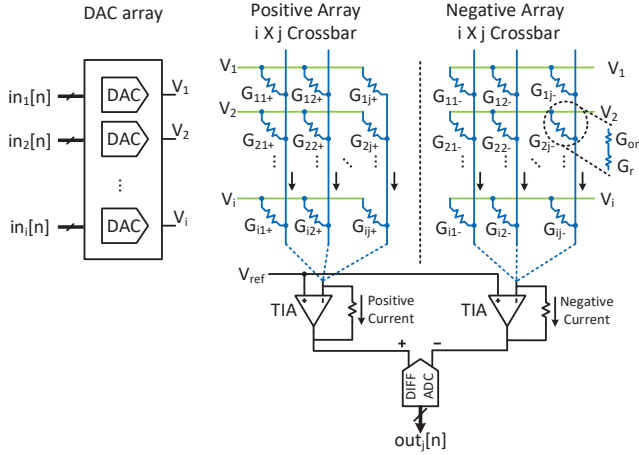 DAC array
Positive Array
i X j Crossbar
Negative Array
i X j Crossbar
in1[n]
DAC
V1
in2[n]
DAC
V2
⋮
ini[n]
DAC
Vi
V1
G11+
G12+
G1j+
V2
G21+
G22+
G2j+
Vi
Gi1+
Gi2+
Gij+
V1
G11-
G12-
G1j-
V2
G21-
G22-
G2j-
Gon
Gr
Vi
Gi1-
Gi2-
Gij-
Vref
+
-
TIA
Positive
Current
+
-
TIA
Negative
Current
+
−
DIFF
ADC
outj[n]